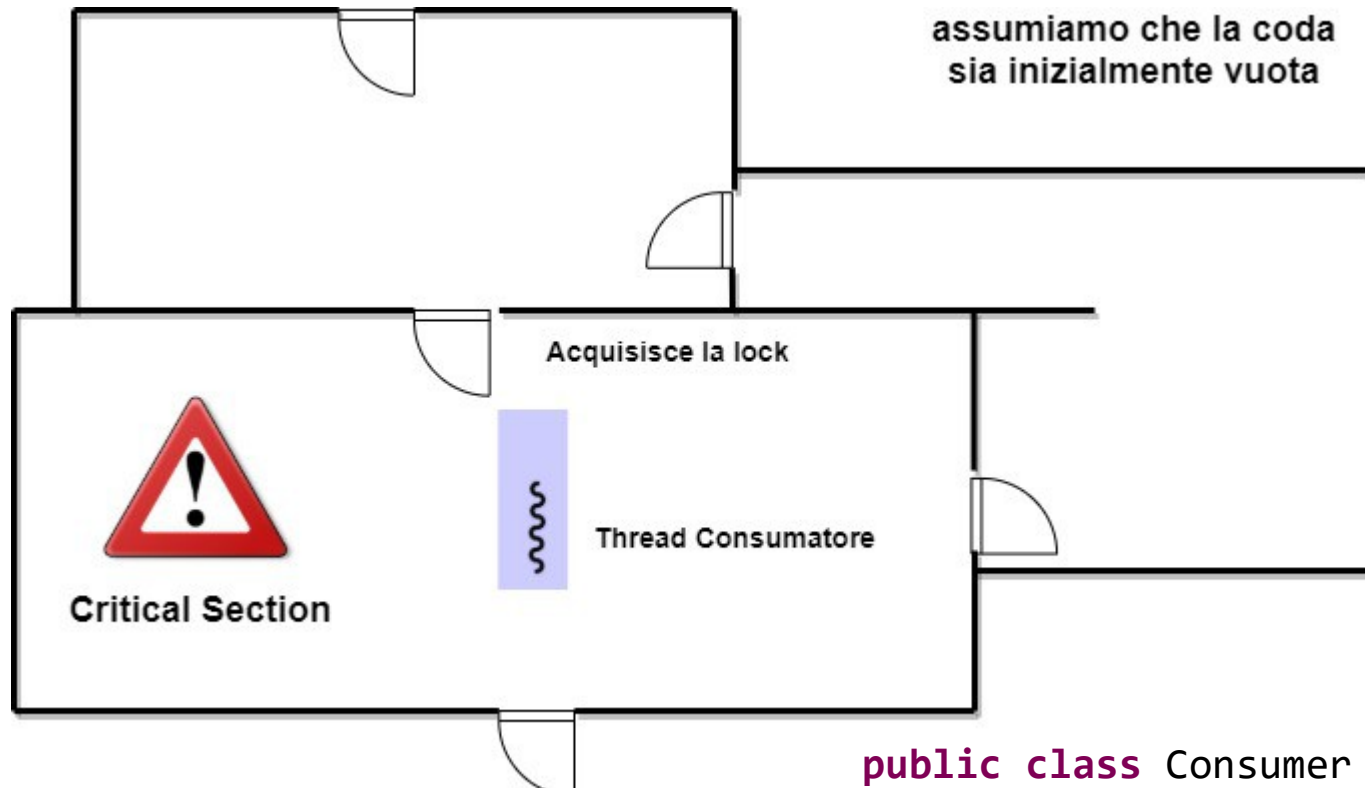 assumiamo che la coda
sia inizialmente vuota
Acquisisce la lock
Thread Consumatore
Critical Section
public class Consumer